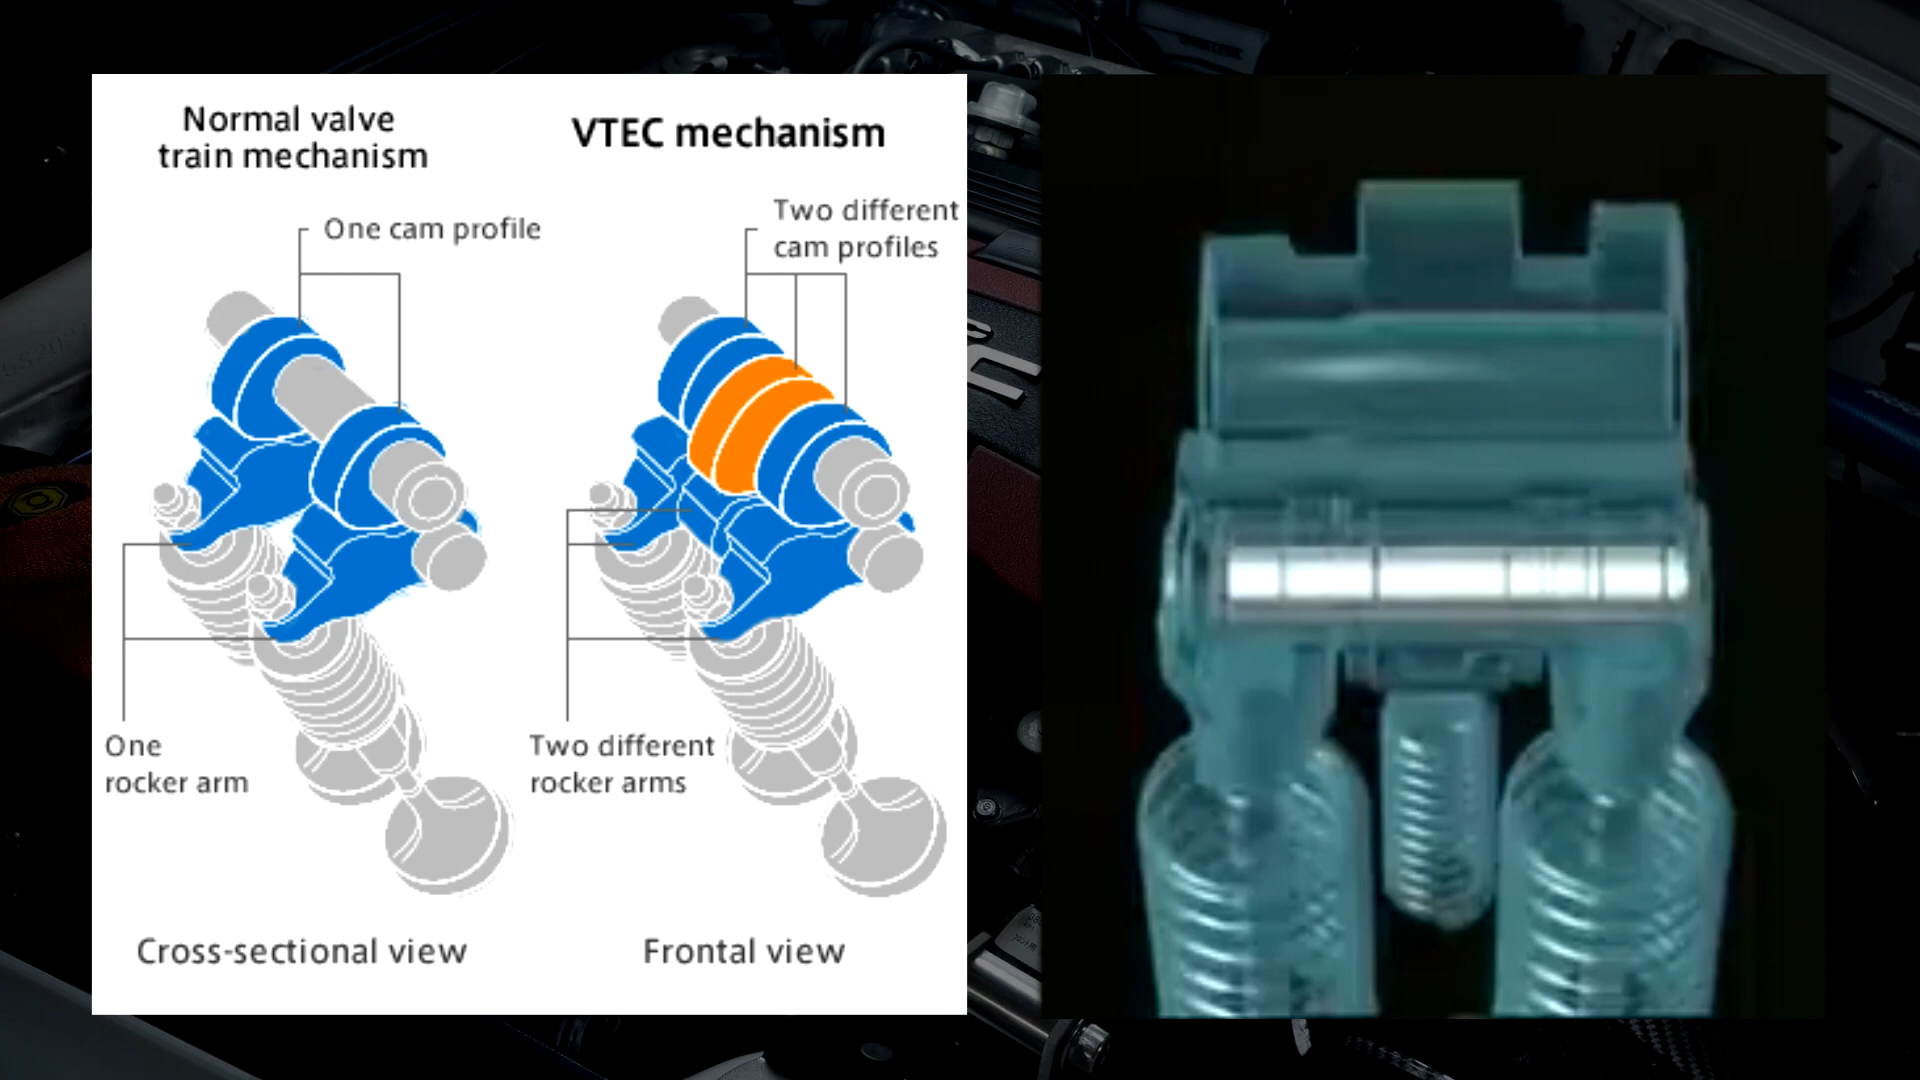 Normal valve
train mechanism
VTEC mechanism
One cam profile
Two different
cam profiles
One
rocker arm
Two different
rocker arms
Cross-sectional view
Frontal view